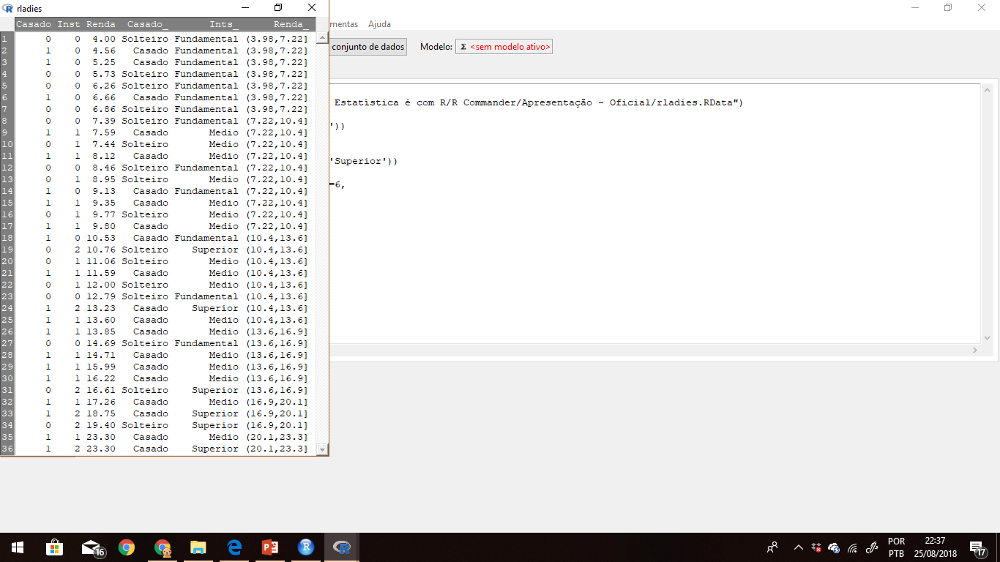 rladies
Casado Inst Renda Casado_ Ints_ Renda_
1 0 0 4.00 Solteiro Fundamental (3.98,7.22]
2 1 0 4.56 Casado Fundamental (3.98,7.22]
3 1 0 5.25 Casado Fundamental (3.98,7.22]
4 0 0 5.73 Solteiro Fundamental (3.98,7.22]
5 0 0 6.26 Solteiro Fundamental (3.98,7.22]
6 1 0 6.66 Casado Fundamental (3.98,7.22]
7 0 0 6.86 Solteiro Fundamental (3.98,7.22]
8 0 0 7.39 Solteiro Fundamental (7.22,10.4]
9 1 1 7.59 Casado Medio (7.22,10.4]
10 0 1 7.44 Solteiro Medio (7.22,10.4]
11 1 1 8.12 Casado Medio (7.22,10.4]
12 0 0 8.46 Solteiro Fundamental (7.22,10.4]
13 0 1 8.95 Solteiro Medio (7.22,10.4]
14 1 0 9.13 Casado Fundamental (7.22,10.4]
15 1 1 9.35 Casado Medio (7.22,10.4]
16 0 1 9.77 Solteiro Medio (7.22,10.4]
17 1 1 9.80 Casado Medio (7.22,10.4]
18 1 0 10.53 Casado Fundamental (10.4,13.6]
19 0 2 10.76 Solteiro Superior (10.4,13.6]
20 0 1 11.06 Solteiro Medio (10.4,13.6]
21 1 1 11.59 Casado Medio (10.4,13.6]
22 0 1 12.00 Solteiro Medio (10.4,13.6]
23 0 0 12.79 Solteiro Fundamental (10.4,13.6]
24 1 2 13.23 Casado Superior (10.4,13.6]
25 1 1 13.60 Casado Medio (10.4,13.6]
26 1 1 13.85 Casado Medio (13.6,16.9]
27 0 0 14.69 Solteiro Fundamental (13.6,16.9]
28 1 1 14.71 Casado Medio (13.6,16.9]
29 1 1 15.99 Casado Medio (13.6,16.9]
30 1 1 16.22 Casado Medio (13.6,16.9]
31 0 2 16.61 Solteiro Superior (13.6,16.9]
32 1 1 17.26 Casado Medio (16.9,20.1]
33 1 2 18.75 Casado Superior (16.9,20.1]
34 0 2 19.40 Solteiro Superior (16.9,20.1]
35 1 1 23.30 Casado Medio (20.1,23.3]
36 1 2 23.30 Casado Superior (20.1,23.3]
mentas Ajuda
conjunto de dados Modelo: Σ <sem modelo ativo>
Estatística é com R/R Commander/Apresentação - Oficial/rladies.RData")
'))
'Superior'))
=6,
16
POR
PTB
22:37
25/08/2018
17